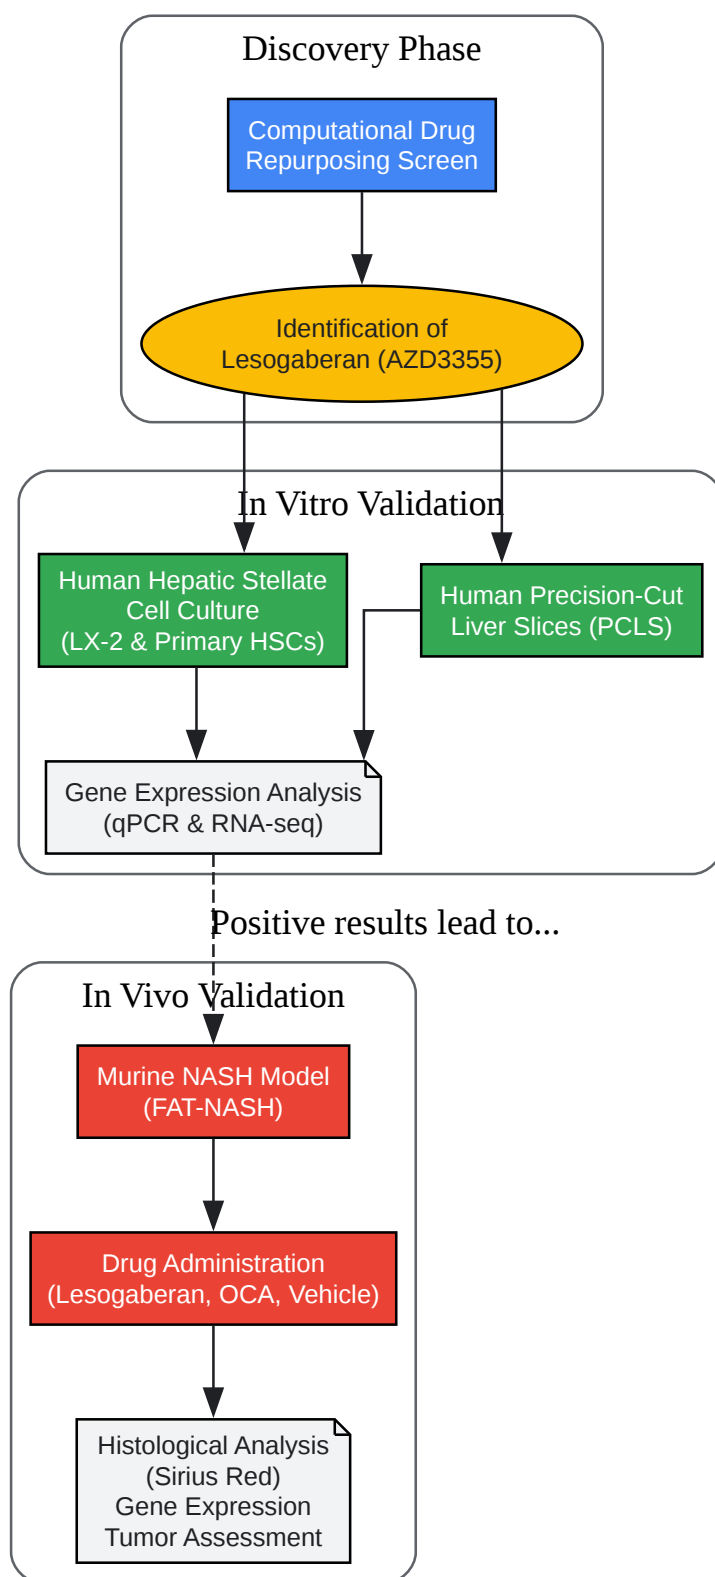 Discovery Phase
Computational Drug
Repurposing Screen
Identification of
Lesogaberan (AZD3355)
In Vitro Validation
Human Hepatic Stellate
Cell Culture
(LX-2 & Primary HSCs)
Human Precision-Cut
Liver Slices (PCLS)
Gene Expression Analysis
(qPCR & RNA-seq)
Positive results lead to...
In Vivo Validation
Murine NASH Model
(FAT-NASH)
Drug Administration
(Lesogaberan, OCA, Vehicle)
Histological Analysis
(Sirius Red)
Gene Expression
Tumor Assessment